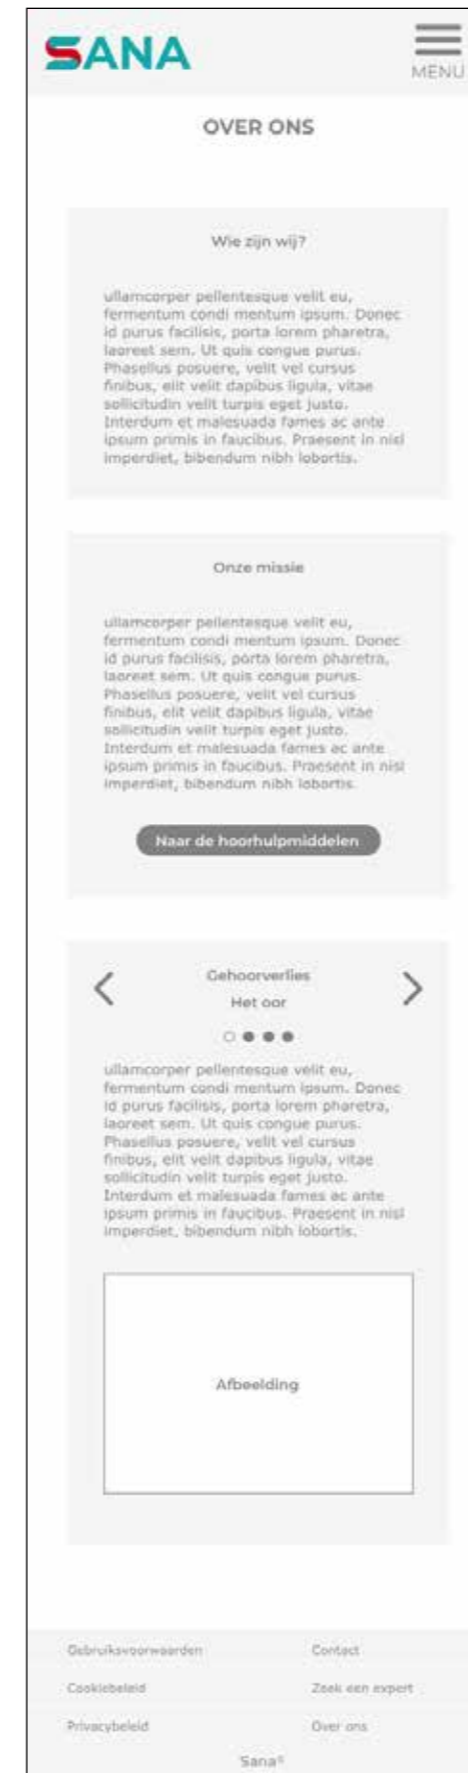 SANA
MENU
OVER ONS
Wie zijn wij?
ullamcorper pellentesque velit eu,
fermentum condi mentum ipsum. Donec
id purus facilisis, porta lorem pharetra,
laoreet sem. Ut quis congue purus.
Phasellus posuere, velit vel cursus
finibus, elit velit dapibus ligula, vitae
sollicitudin velit turpis eget justo.
Interdum et malesuada fames ac ante
ipsum primis in faucibus. Praesent in nisl
imperdiet, bibendum nibh lobortis.
Onze missie
ullamcorper pellentesque velit eu,
fermentum condi mentum ipsum. Donec
id purus facilisis, porta lorem pharetra,
laoreet sem. Ut quis congue purus.
Phasellus posuere, velit vel cursus
finibus, elit velit dapibus ligula, vitae
sollicitudin velit turpis eget justo.
Interdum et malesuada fames ac ante
ipsum primis in faucibus. Praesent in nisl
imperdiet, bibendum nibh lobortis.
Naar de hoorhulpmiddelen
Gehoorverlies
Het oor
ullamcorper pellentesque velit eu,
fermentum condi mentum ipsum. Donec
id purus facilisis, porta lorem pharetra,
laoreet sem. Ut quis congue purus.
Phasellus posuere, velit vel cursus
finibus, elit velit dapibus ligula, vitae
sollicitudin velit turpis eget justo.
Interdum et malesuada fames ac ante
ipsum primis in faucibus. Praesent in nisl
imperdiet, bibendum nibh lobortis.
Afbeelding
Gebruiksvoorwaarden Contact
Cookiebeleid Zoek een expert
Privacybeleid Over ons
Sana®